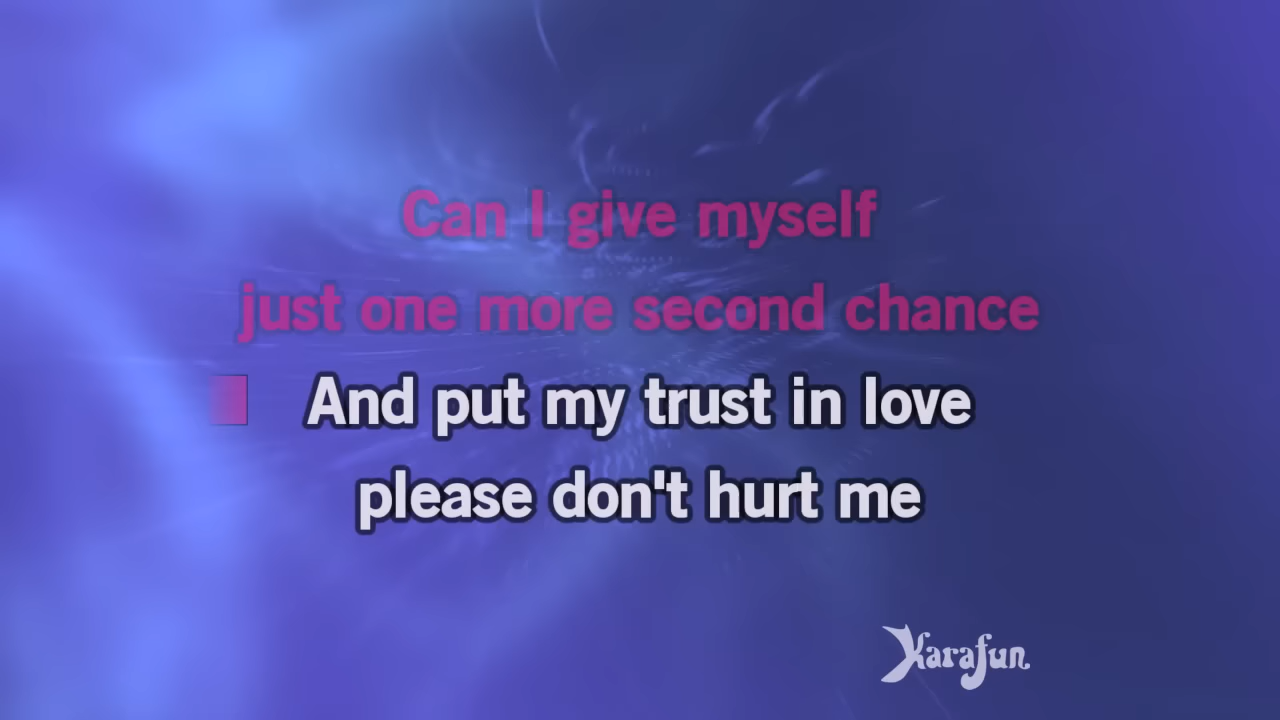 Can I give myself
just one more second chance
And put my trust in love
please don't hurt me
Karafun